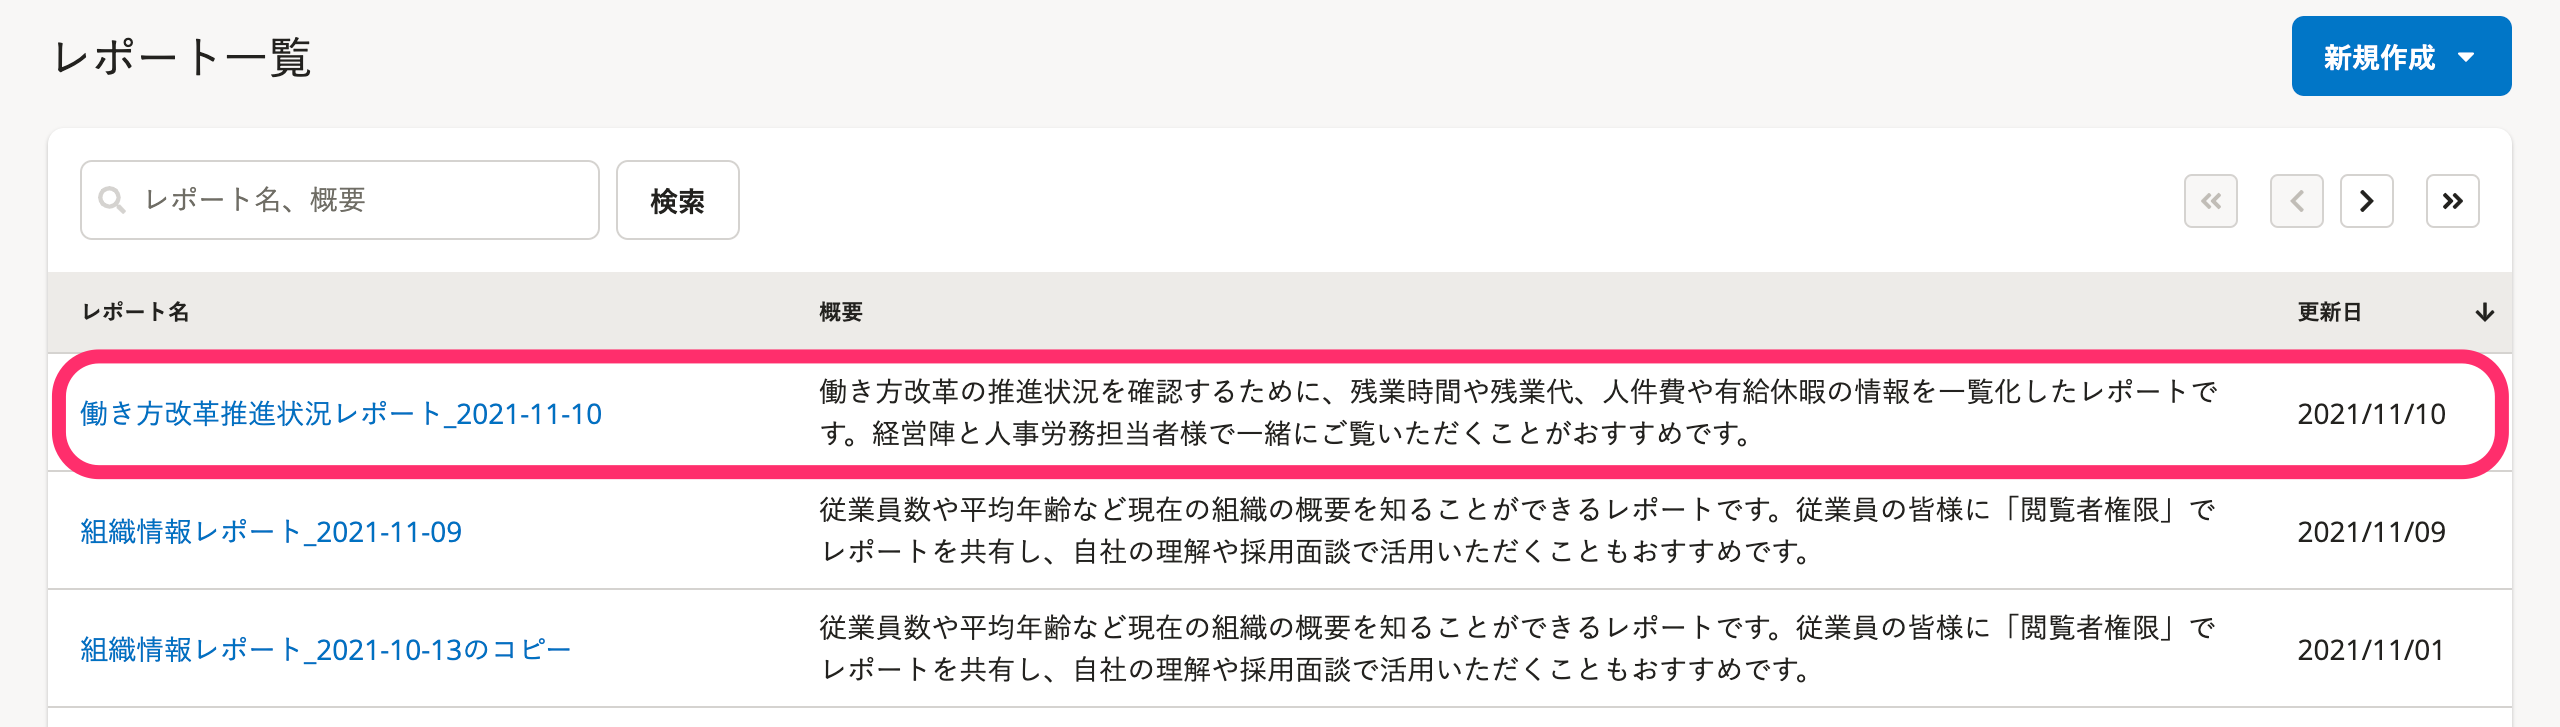 レポート一覧
新規作成
レポート名、概要
検索
レポート名
概要
更新日
働き方改革推進状況レポート_2021-11-10
働き方改革の推進状況を確認するために、残業時間や残業代、人件費や有給休暇の情報を一覧化したレポートで
す。経営陣と人事労務担当者様で一緒にご覧いただくことがおすすめです。
2021/11/10
組織情報レポート_2021-11-09
従業員数や平均年齢など現在の組織の概要を知ることができるレポートです。従業員の皆様に「閲覧者権限」で
レポートを共有し、自社の理解や採用面談で活用いただくこともおすすめです。
2021/11/09
組織情報レポート_2021-10-13のコピー
従業員数や平均年齢など現在の組織の概要を知ることができるレポートです。従業員の皆様に「閲覧者権限」で
レポートを共有し、自社の理解や採用面談で活用いただくこともおすすめです。
2021/11/01